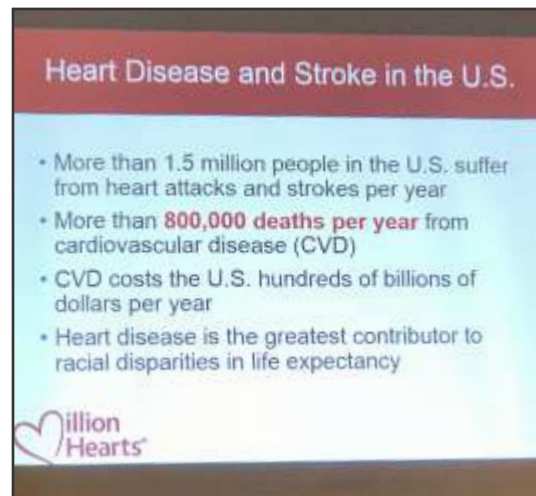 Heart Disease and Stroke in the U.S.
• More than 1.5 million people in the U.S. suffer
from heart attacks and strokes per year
• More than 800,000 deaths per year from
cardiovascular disease (CVD)
• CVD costs the U.S. hundreds of billions of
dollars per year
• Heart disease is the greatest contributor to
racial disparities in life expectancy
Million
Hearts®